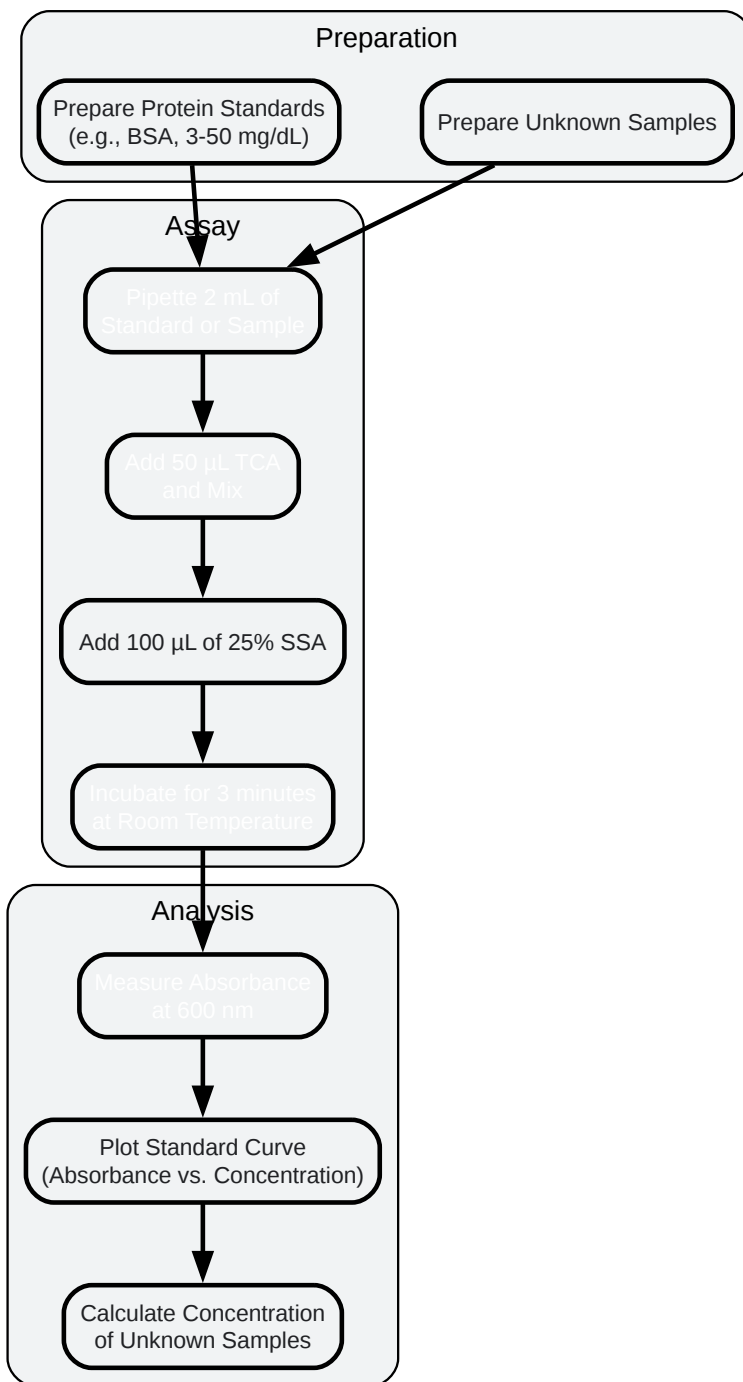 Preparation
Prepare Protein Standards
(e.g., BSA, 3-50 mg/dL)
Prepare Unknown Samples
Assay
Pipette 2 mL of
Standard or Sample
Add 50 µL TCA
and Mix
Add 100 µL of 25% SSA
Incubate for 3 minutes
at Room Temperature
Analysis
Measure Absorbance
at 600 nm
Plot Standard Curve
(Absorbance vs. Concentration)
Calculate Concentration
of Unknown Samples